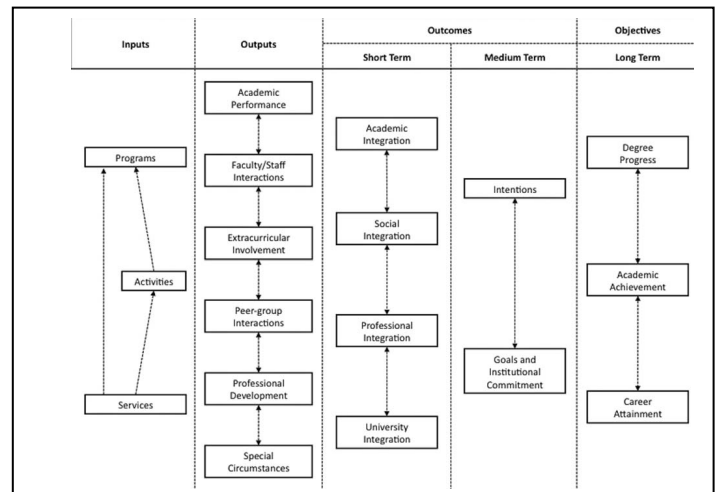 Inputs
Outputs
Outcomes
Objectives
Short Term
Medium Term
Long Term
Programs
Activities
Services
Academic
Performance
Faculty/Staff
Interactions
Extracurricular
Involvement
Peer-group
Interactions
Professional
Development
Special
Circumstances
Academic
Integration
Social
Integration
Professional
Integration
University
Integration
Intentions
Goals and
Institutional
Commitment
Degree
Progress
Academic
Achievement
Career
Attainment